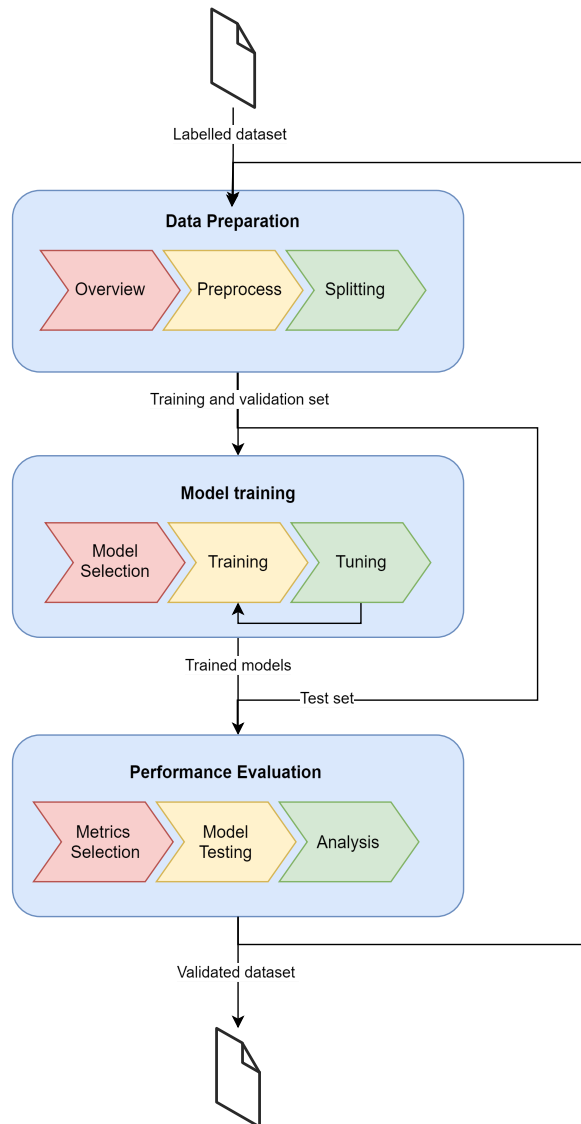 Labelled dataset
Data Preparation
Overview
Preprocess
Splitting
Training and validation set
Model training
Model
Selection
Training
Tuning
Trained models
Test set
Performance Evaluation
Metrics
Selection
Model
Testing
Analysis
Validated dataset